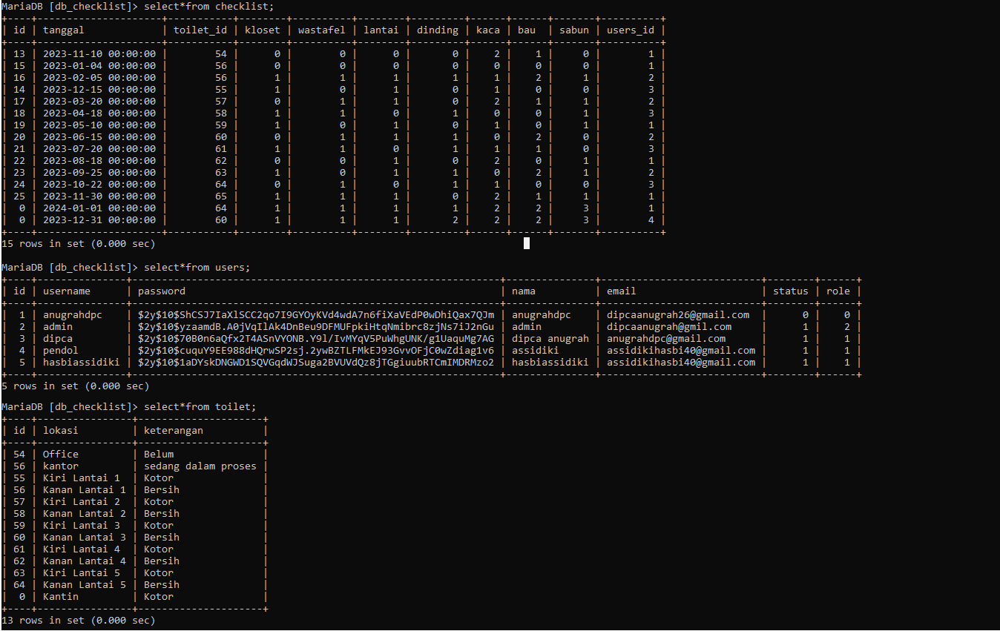 MariaDB [db_checklist]> select*from checklist;
+----+---------------------+-----------+--------+----------+--------+---------+------+------+-------+----------+
| id | tanggal             | toilet_id | kloset | wastafel | lantai | dinding | kaca | bau  | sabun | users_id |
+----+---------------------+-----------+--------+----------+--------+---------+------+------+-------+----------+
| 13 | 2023-11-10 00:00:00 |        54 |      0 |        0 |      0 |       0 |    2 |    1 |     0 |        1 |
| 15 | 2023-01-04 00:00:00 |        56 |      0 |        0 |      0 |       0 |    0 |    0 |     0 |        1 |
| 16 | 2023-02-05 00:00:00 |        56 |      1 |        1 |      1 |       1 |    1 |    2 |     1 |        2 |
| 14 | 2023-12-15 00:00:00 |        55 |      1 |        0 |      1 |       0 |    1 |    0 |     0 |        3 |
| 17 | 2023-03-20 00:00:00 |        57 |      0 |        1 |      1 |       0 |    2 |    1 |     1 |        2 |
| 18 | 2023-04-18 00:00:00 |        58 |      1 |        1 |      0 |       1 |    0 |    0 |     1 |        3 |
| 19 | 2023-05-10 00:00:00 |        59 |      1 |        0 |      1 |       0 |    1 |    0 |     1 |        1 |
| 20 | 2023-06-15 00:00:00 |        60 |      0 |        1 |      1 |       1 |    0 |    2 |     0 |        2 |
| 21 | 2023-07-20 00:00:00 |        61 |      1 |        1 |      0 |       1 |    1 |    1 |     0 |        3 |
| 22 | 2023-08-18 00:00:00 |        62 |      0 |        0 |      1 |       0 |    2 |    0 |     1 |        1 |
| 23 | 2023-09-25 00:00:00 |        63 |      1 |        0 |      1 |       1 |    0 |    2 |     1 |        2 |
| 24 | 2023-10-22 00:00:00 |        64 |      0 |        1 |      0 |       1 |    1 |    0 |     0 |        3 |
| 25 | 2023-11-30 00:00:00 |        65 |      1 |        1 |      1 |       0 |    2 |    1 |     1 |        1 |
|  0 | 2024-01-01 00:00:00 |        64 |      1 |        1 |      1 |       1 |    2 |    2 |     3 |        1 |
|  0 | 2023-12-31 00:00:00 |        60 |      1 |        1 |      1 |       2 |    2 |    2 |     3 |        4 |
+----+---------------------+-----------+--------+----------+--------+---------+------+------+-------+----------+
15 rows in set (0.000 sec)
MariaDB [db_checklist]> select*from users;
+----+---------------+--------------------------------------------------------------+---------------+--------------------------+--------+------+
| id | username      | password                                                     | nama          | email                    | status | role |
+----+---------------+--------------------------------------------------------------+---------------+--------------------------+--------+------+
| 1 | anugrahdpc    | $2y$10$ShCSJ7IaXlSCC2qo7I9GYOyKVd4wdA7n6fiXaVEdP0wDhiQax7QJm | anugrahdpc    | dipcaanugrah26@gmail.com |      0 |    0 |
| 2 | admin         | $2y$10$yzaamdB.A0jVqIlAk4DnBeu9DFMUFpkiHtqNmibrc8zjNs7iJ2nGu | admin         | dipcaanugrah@gmil.com    |      1 |    2 |
| 3 | dipca         | $2y$10$70B0n6aQfx2T4ASnVYONB.Y9l/IvMYqV5PuWhgUNK/g1UaquMg7AG | dipca anugrah | anugrahdpc@gmail.com     |      1 |    1 |
| 4 | pendol        | $2y$10$cuquY9EE988dHQrwSP2sj.2ywBZTLFMkEJ93GvvOFjC0wZdiag1v6 | assidiki      | assidikihasbi40@gmail.com |      1 |    1 |
| 5 | hasbiassidiki | $2y$10$1aDYskDNGWD1SQVGqdWJSuga2BVUVdQz8jTGgiuubRTCmIMDRMzo2 | hasbiassidiki | assidikihasbi40@gmail.com |      1 |    1 |
+----+---------------+--------------------------------------------------------------+---------------+--------------------------+--------+------+
5 rows in set (0.000 sec)
MariaDB [db_checklist]> select*from toilet;
+----+----------------+---------------------+
| id | lokasi         | keterangan          |
+----+----------------+---------------------+
| 54 | Office         | Belum               |
| 56 | kantor         | sedang dalam proses |
| 55 | Kiri Lantai 1  | Kotor               |
| 56 | Kanan Lantai 1 | Bersih              |
| 57 | Kiri Lantai 2  | Kotor               |
| 58 | Kanan Lantai 2 | Bersih              |
| 59 | Kiri Lantai 3  | Kotor               |
| 60 | Kanan Lantai 3 | Bersih              |
| 61 | Kiri Lantai 4  | Kotor               |
| 62 | Kanan Lantai 4 | Bersih              |
| 63 | Kiri Lantai 5  | Kotor               |
| 64 | Kanan Lantai 5 | Bersih              |
|  0 | Kantin         | Kotor               |
+----+----------------+---------------------+
13 rows in set (0.000 sec)